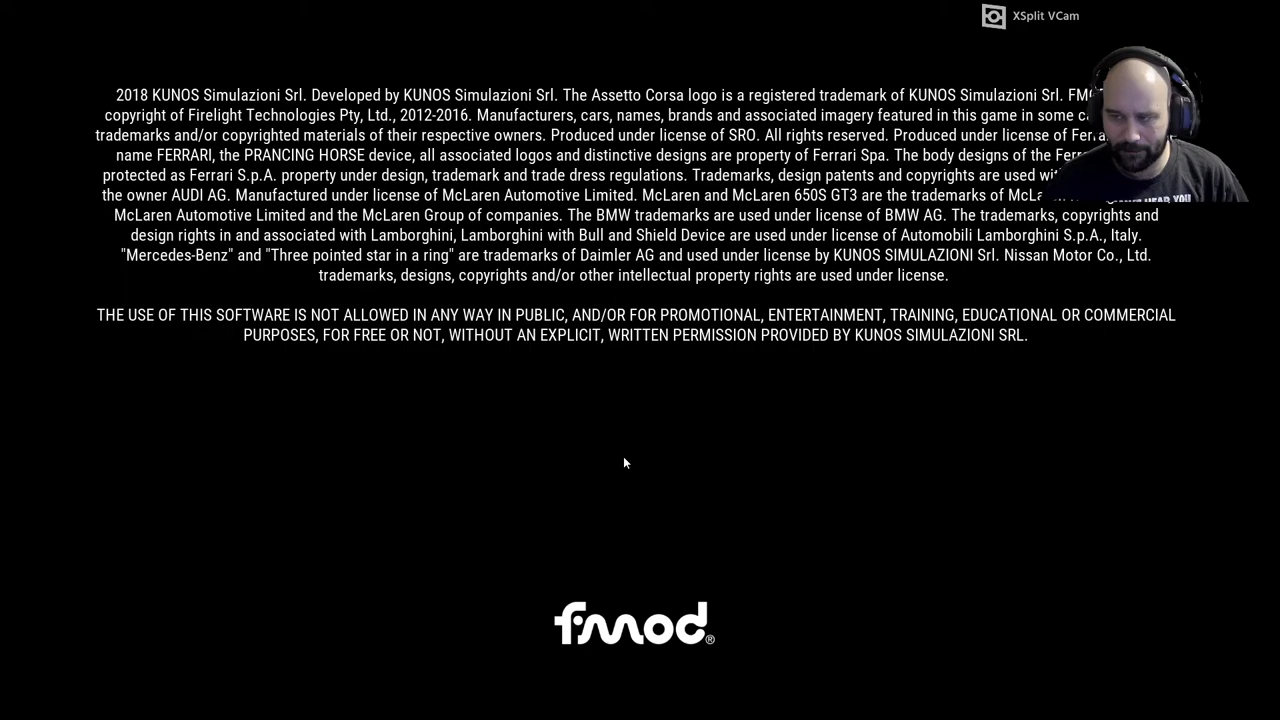 XSplit VCam
2018 KUNOS Simulazioni Srl. Developed by KUNOS Simulazioni Srl. The Assetto Corsa logo is a registered trademark of KUNOS Simulazioni Srl.
copyright of Firelight Technologies Pty, Ltd., 2012-2016. Manufacturers, cars, names, brands and associated imagery featured in this game in some
trademarks and/or copyrighted materials of their respective owners. Produced under license of SRO. All rights reserved. Produced under license of
name FERRARI, the PRANCING HORSE device, all associated logos and distinctive designs are property of Ferrari Spa. The body designs of the
protected as Ferrari S.p.A. property under design, trademark and trade dress regulations. Trademarks, design patents and copyrights are used
the owner AUDI AG. Manufactured under license of McLaren Automotive Limited. McLaren and McLaren 650S GT3 are the trademarks of
McLaren Automotive Limited and the McLaren Group of companies. The BMW trademarks are used under license of BMW AG. The trademarks, copyrights and
design rights in and associated with Lamborghini, Lamborghini with Bull and Shield Device are used under license of Automobili Lamborghini S.p.A., Italy.
"Mercedes-Benz" and "Three pointed star in a ring" are trademarks of Daimler AG and used under license by KUNOS SIMULAZIONI Srl. Nissan Motor Co., Ltd.
trademarks, designs, copyrights and/or other intellectual property rights are used under license.
THE USE OF THIS SOFTWARE IS NOT ALLOWED IN ANY WAY IN PUBLIC, AND/OR FOR PROMOTIONAL, ENTERTAINMENT, TRAINING, EDUCATIONAL OR COMMERCIAL
PURPOSES, FOR FREE OR NOT, WITHOUT AN EXPLICIT, WRITTEN PERMISSION PROVIDED BY KUNOS SIMULAZIONI SRL.
fmod®